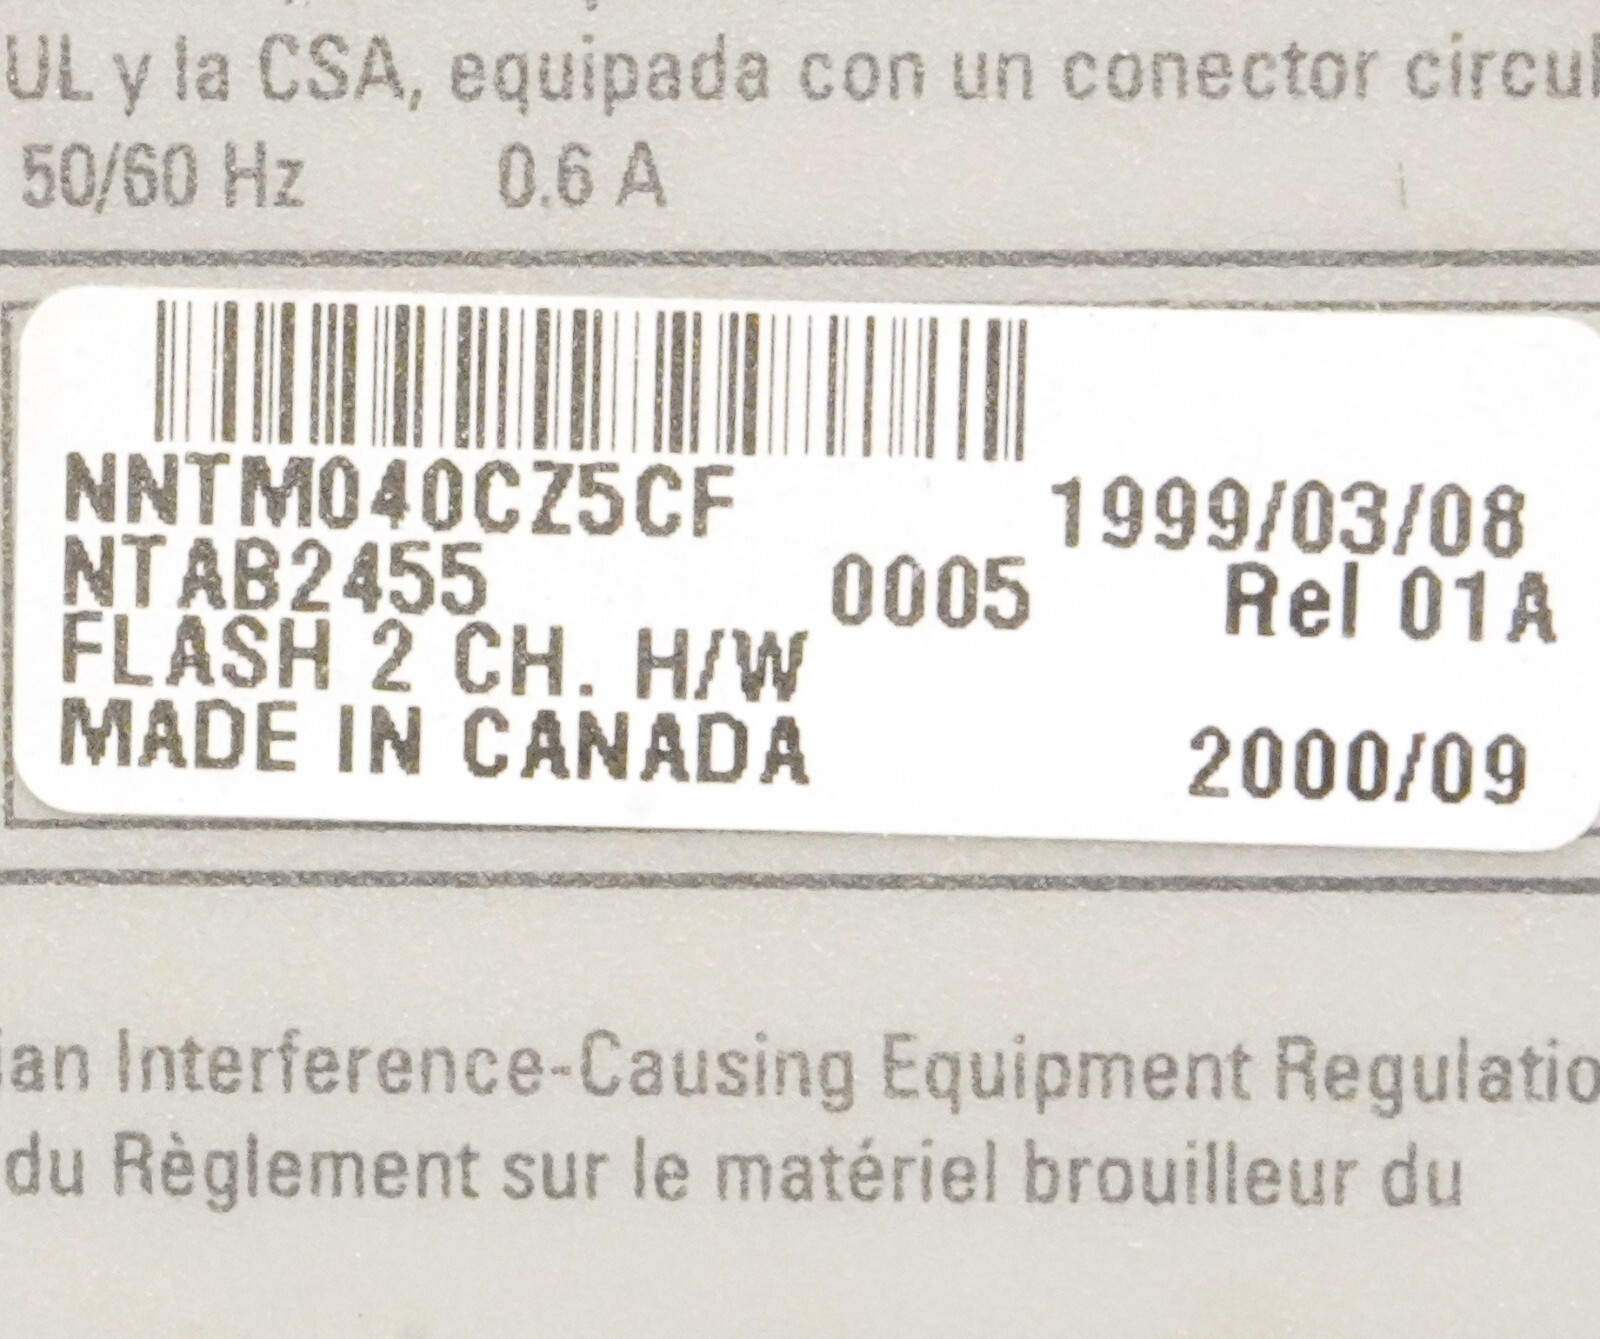 UL y la CSA, equipada con un conector circul
50/60 Hz 0.6 A
NNTM040CZ5CF 1999/03/08
NTAB2455 0005 Rel 01A
FLASH 2 CH. H/W
MADE IN CANADA 2000/09
ian Interference-Causing Equipment Regulatio
du Règlement sur le matériel brouilleur du